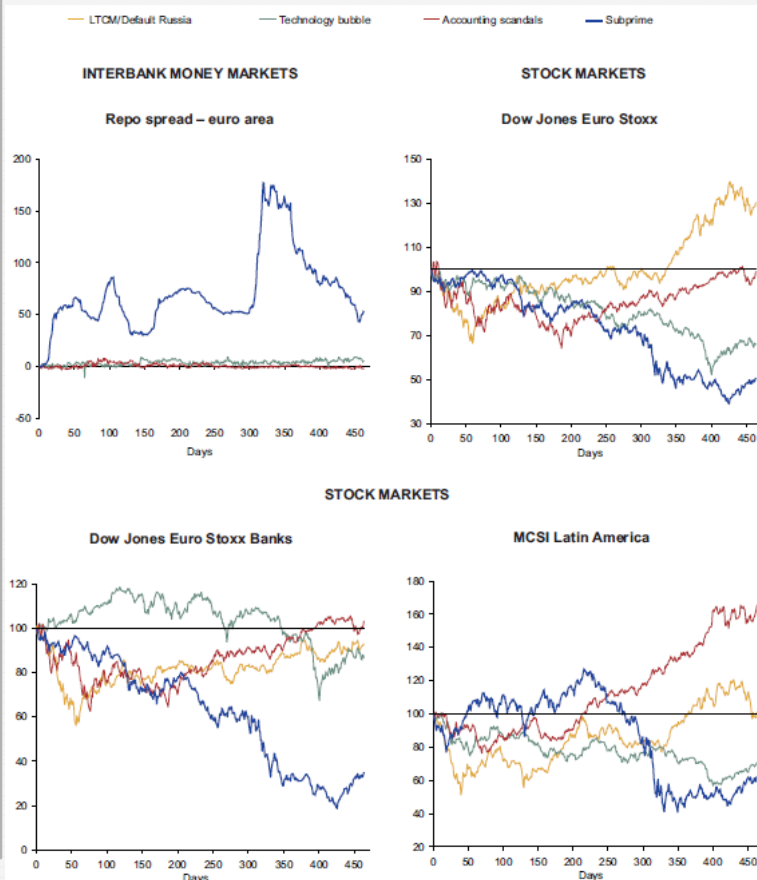 LTCM/Default Russia Technology bubble Accounting scandals Subprime
INTERBANK MONEY MARKETS
Repo spread – euro area
200
150
100
50
0
-50
0 50 100 150 200 250 300 350 400 450
Days
STOCK MARKETS
Dow Jones Euro Stoxx
150
130
110
90
70
50
30
0 50 100 150 200 250 300 350 400 450
Days
STOCK MARKETS
Dow Jones Euro Stoxx Banks
120
100
80
60
40
20
0
0 50 100 150 200 250 300 350 400 450
Days
MCSI Latin America
180
160
140
120
100
80
60
40
20
0 50 100 150 200 250 300 350 400 450
Days